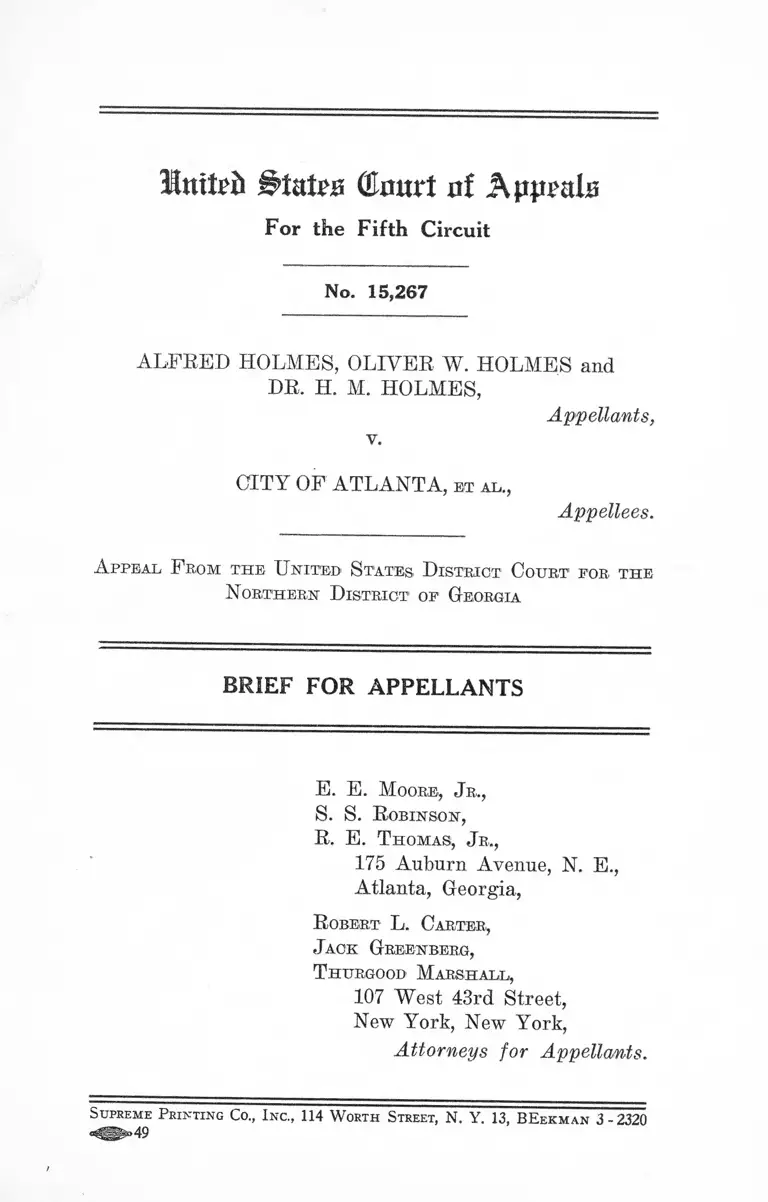 United States Court of Appeals
For the Fifth Circuit
No. 15,267
ALFRED HOLMES, OLIVER W. HOLMES and
DR. H. M. HOLMES,
Appellants,
v.
CITY OF ATLANTA, ET AL.,
Appellees.
APPEAL FROM THE UNITED STATES DISTRICT COURT FOR THE
NORTHERN DISTRICT OF GEORGIA
BRIEF FOR APPELLANTS
E. E. MOORE, JR.,
S. S. ROBINSON,
R. E. THOMAS, JR.,
175 Auburn Avenue, N. E.,
Atlanta, Georgia,
ROBERT L. CARTER,
JACK GREENBERG,
THURGOOD MARSHALL,
107 West 43rd Street,
New York, New York,
Attorneys for Appellants.
SUPREME PRINTING CO., INC., 114 WORTH STREET, N. Y. 13, BEEKMAN 3-2320
49